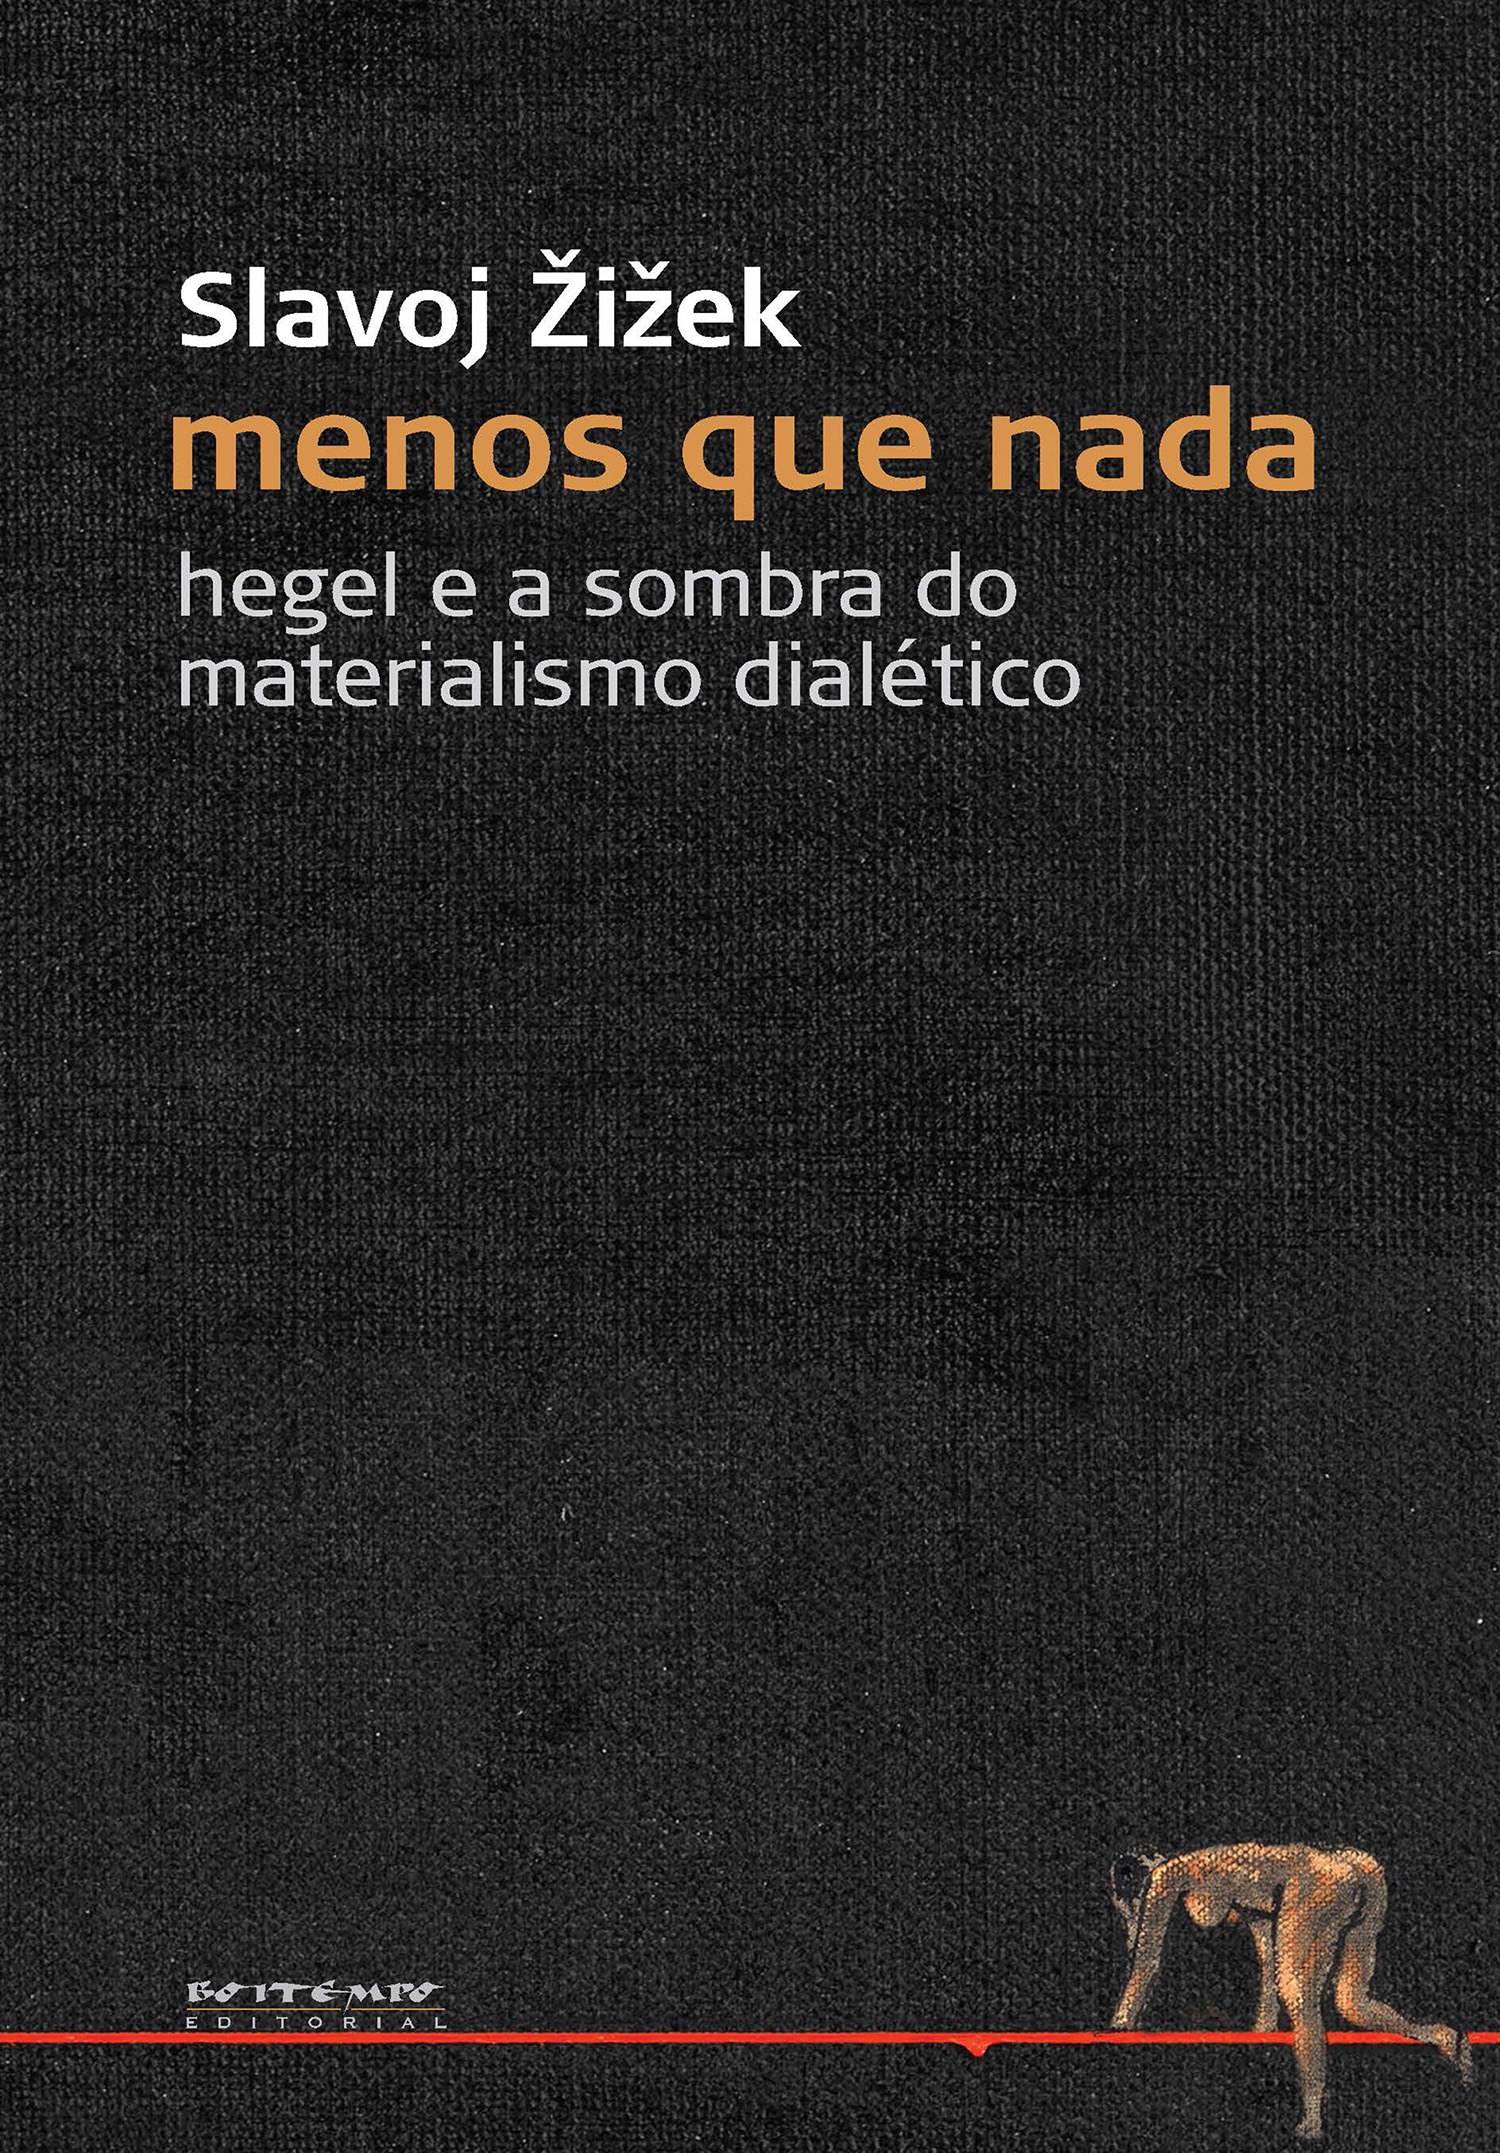 Slavoj Žižek
menos que nada
hegel e a sombra do
materialismo dialético
BOITEMPO
EDITORIAL